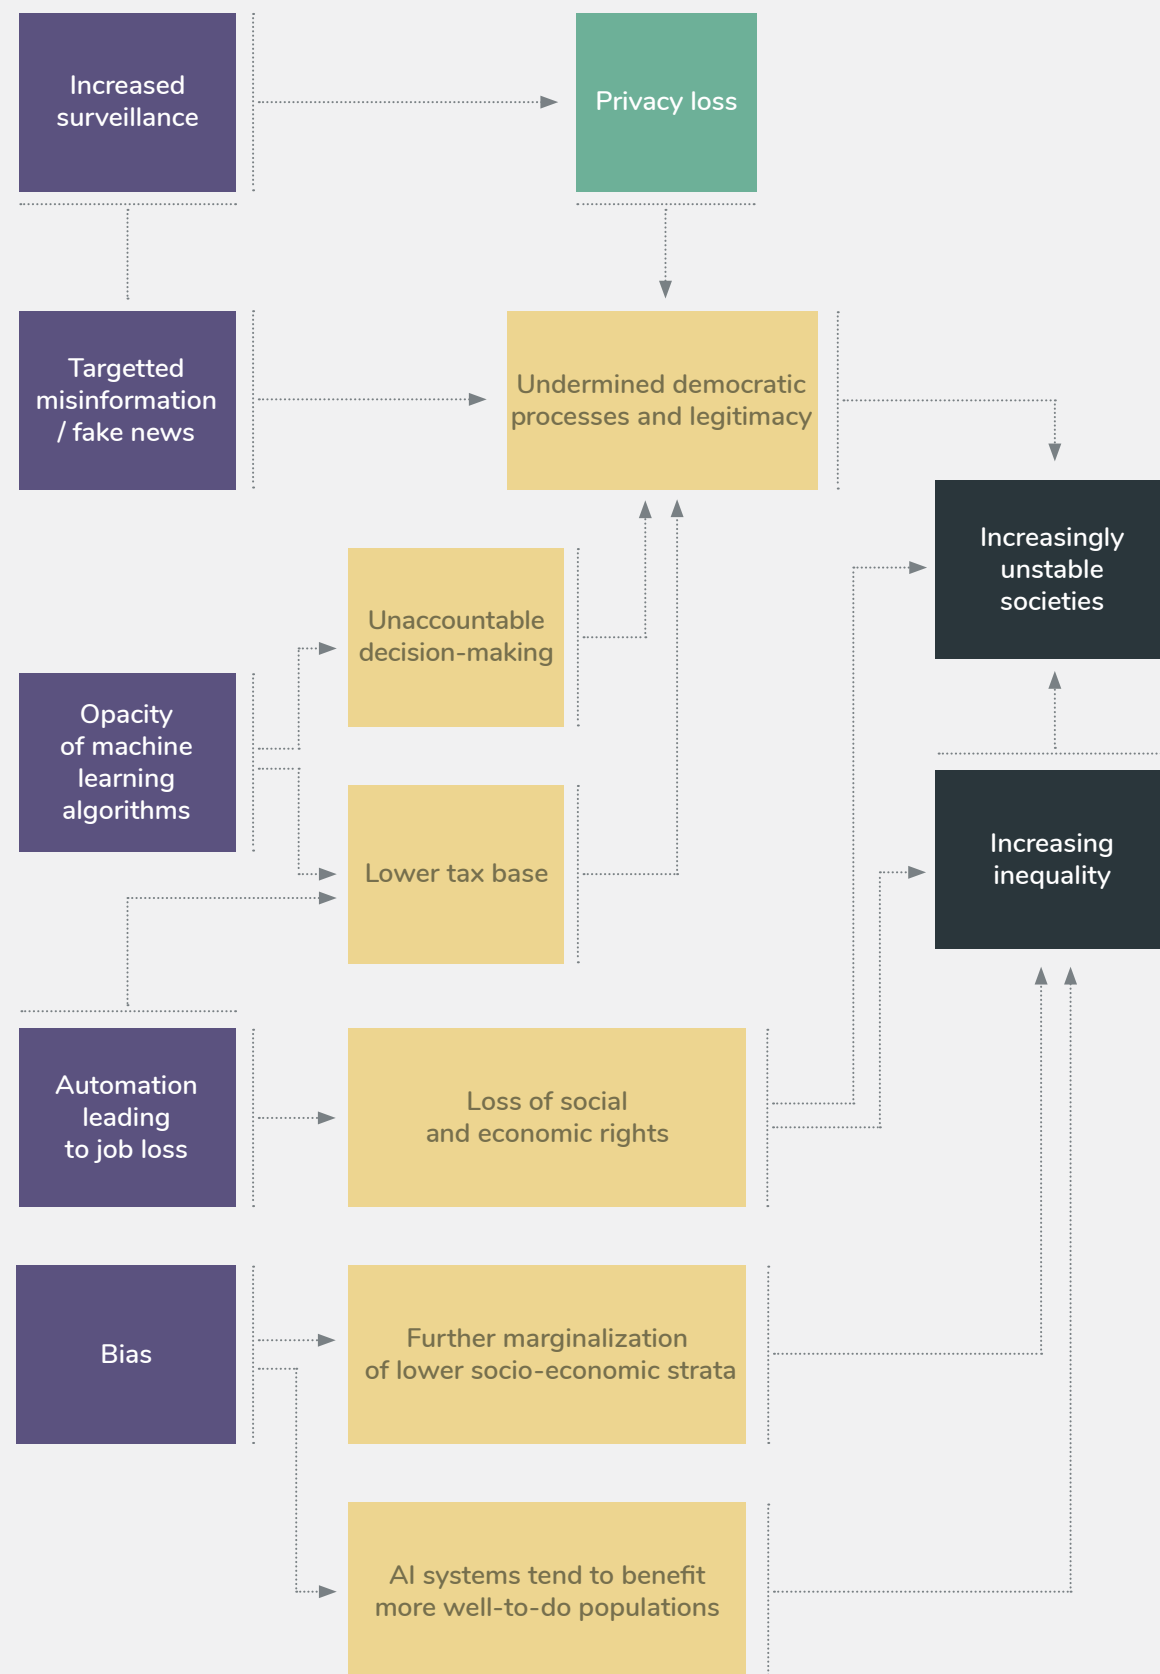 Increased
surveillance
Privacy loss
Targetted
misinformation
/ fake news
Undermined democratic
processes and legitimacy
Increasingly
unstable
societies
Unaccountable
decision-making
Opacity
of machine
learning
algorithms
Lower tax base
Increasing
inequality
Automation
leading
to job loss
Loss of social
and economic rights
Bias
Further marginalization
of lower socio-economic strata
AI systems tend to benefit
more well-to-do populations